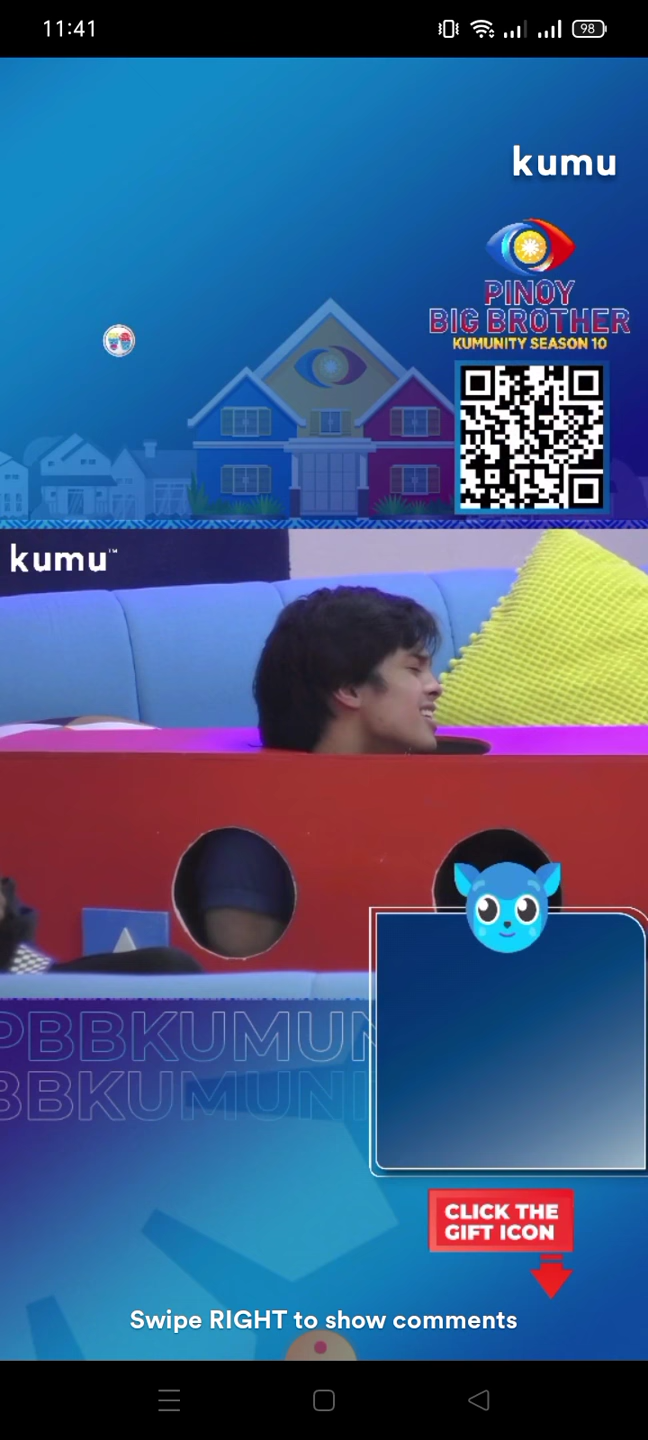 11:41
98
kumu
PINOY
BIG BROTHER
KUMUNITY SEASON 10
kumu™
PBBKUMUN
BBKUMUNI
CLICK THE
GIFT ICON
Swipe RIGHT to show comments